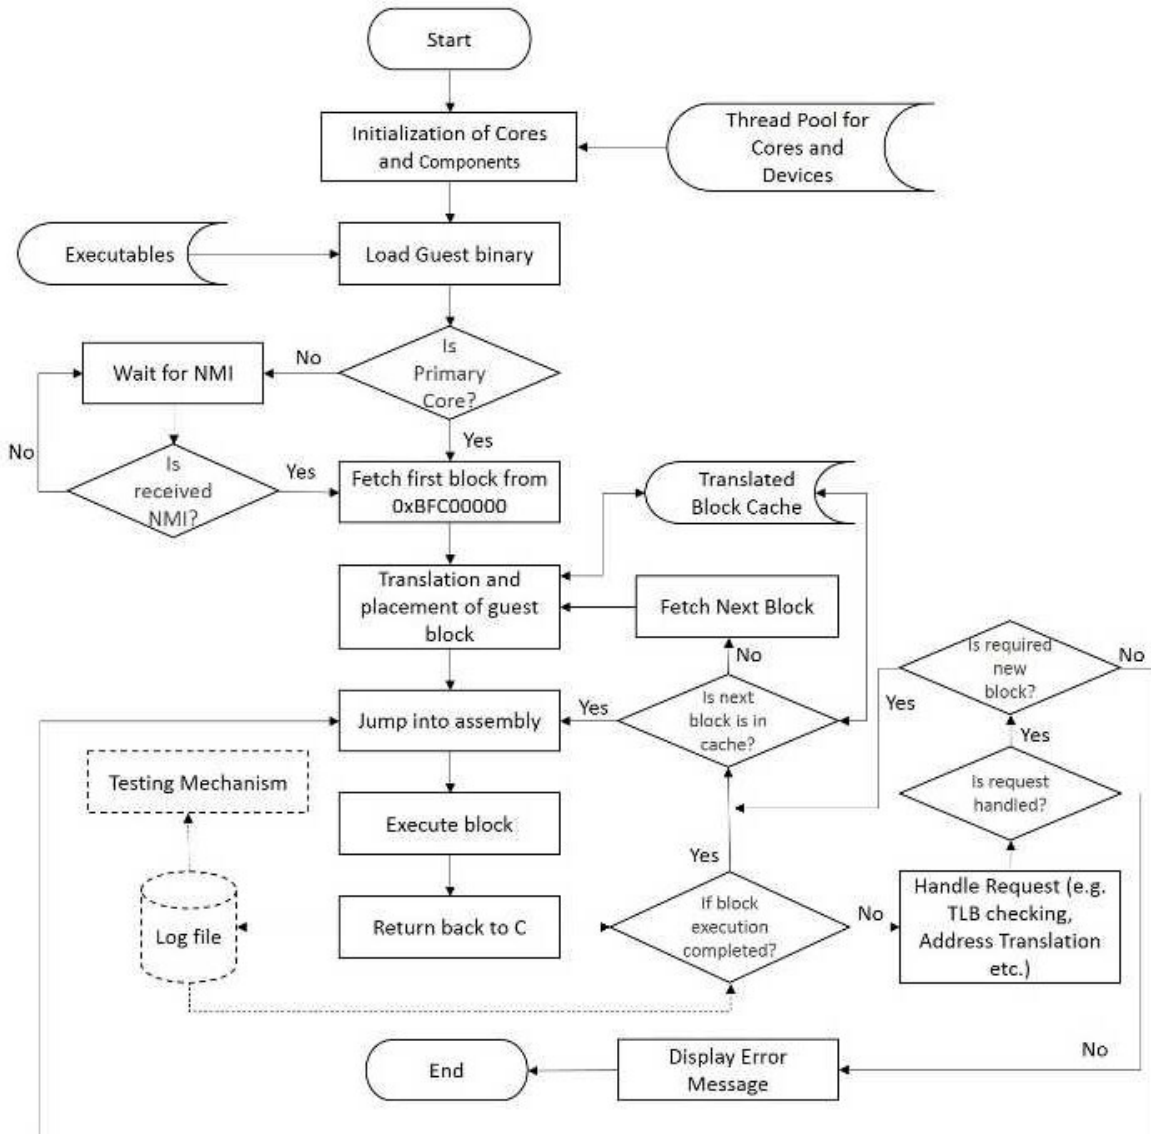 Start
Initialization of Cores
and Components
Thread Pool for
Cores and
Devices
Executables
Load Guest binary
Is
Primary
Core?
No
Wait for NMI
Yes
No
Is
received
NMI?
Yes
Fetch first block from
0xBFC00000
Translated
Block Cache
Translation and
placement of guest
block
Fetch Next Block
No
Is required
new
block?
No
Yes
Jump into assembly
Yes
Is next
block is in
cache?
Yes
Is request
handled?
Testing Mechanism
Execute block
Yes
Handle Request (e.g.
TLB checking,
Address Translation
etc.)
Log file
Return back to C
If block
execution
completed?
No
End
Display Error
Message
No